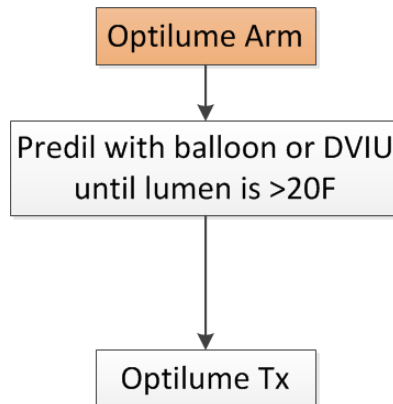 Optilume Arm
Predil with balloon or DVIU
until lumen is >20F
Optilume Tx